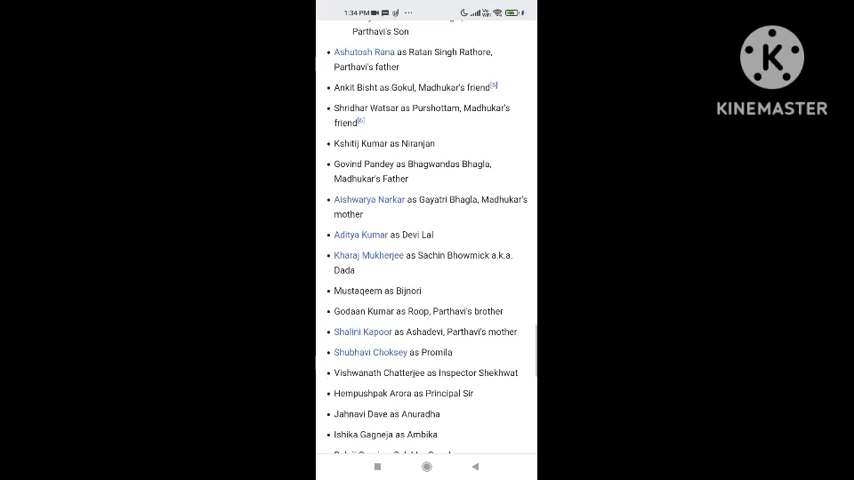 1:34 PM
Parthavi's Son
Ashutosh Rana as Ratan Singh Rathore,
Parthavi's father
Ankit Bisht as Gokul, Madhukar's friend[5]
Shridhar Watsar as Purshottam, Madhukar's
friend[6]
Kshitij Kumar as Niranjan
Govind Pandey as Bhagwandas Bhagla,
Madhukar's Father
Aishwarya Narkar as Gayatri Bhagla, Madhukar's
mother
Aditya Kumar as Devi Lal
Kharaj Mukherjee as Sachin Bhowmick a.k.a.
Dada
Mustaqeem as Bijnori
Godaan Kumar as Roop, Parthavi's brother
Shalini Kapoor as Ashadevi, Parthavi's mother
Shubhavi Choksey as Promila
Vishwanath Chatterjee as Inspector Shekhwat
Hempushpak Arora as Principal Sir
Jahnavi Dave as Anuradha
Ishika Gagneja as Ambika
K
KINEMASTER